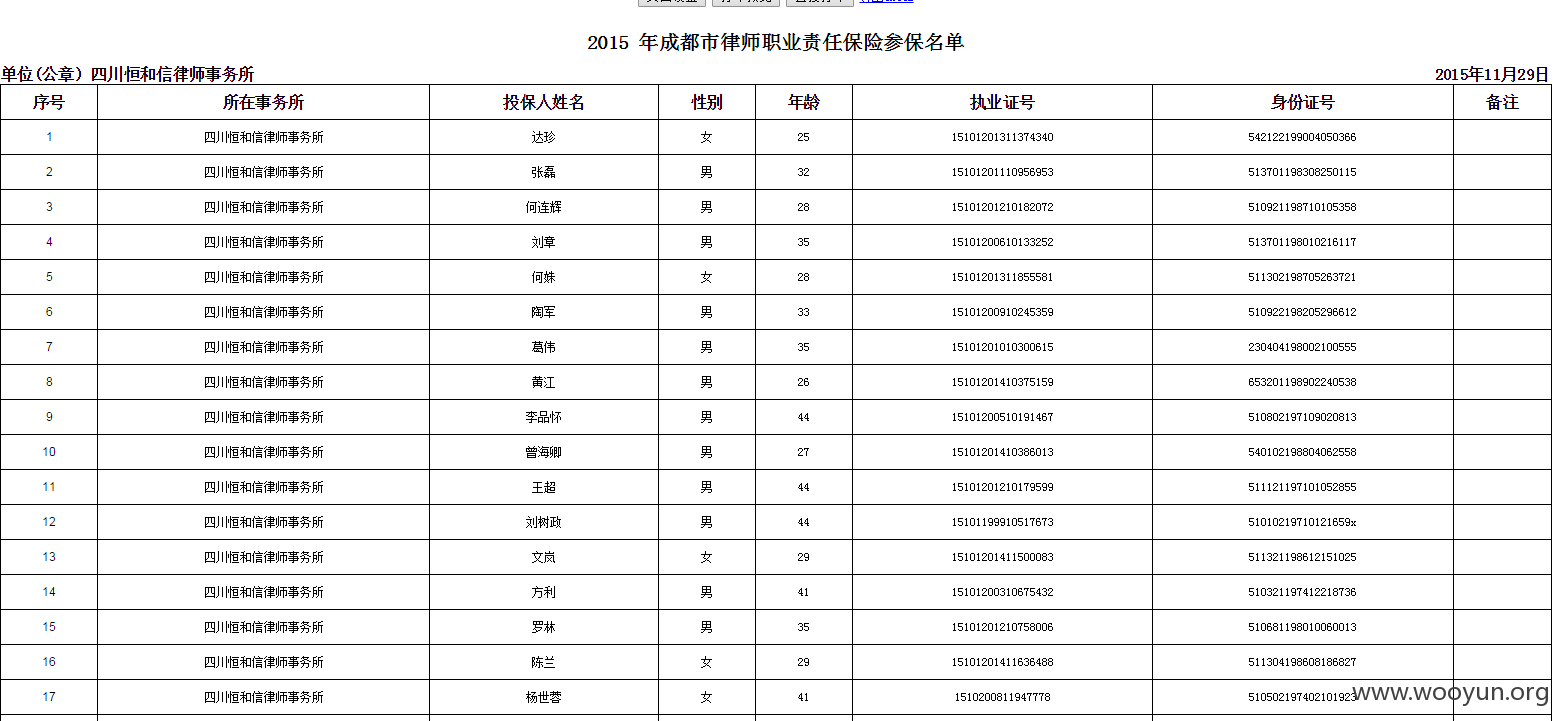 2015 年成都市律师职业责任保险参保名单
单位(公章) 四川恒和信律师事务所 2015年11月29日
序号 所在事务所 投保人姓名 性别 年龄 执业证号 身份证号 备注
1 四川恒和信律师事务所 达珍 女 25 15101201311374340 542122199004050366
2 四川恒和信律师事务所 张磊 男 32 15101201110956953 513701198308250115
3 四川恒和信律师事务所 何连辉 男 28 15101201210182072 510921198710105358
4 四川恒和信律师事务所 刘章 男 35 15101200610133252 513701198010216117
5 四川恒和信律师事务所 何姝 女 28 15101201311855581 511302198705263721
6 四川恒和信律师事务所 陶军 男 33 15101200910245359 510922198205296612
7 四川恒和信律师事务所 葛伟 男 35 15101201010300615 230404198002100555
8 四川恒和信律师事务所 黄江 男 26 15101201410375159 653201198902240538
9 四川恒和信律师事务所 李品怀 男 44 15101200510191467 510802197109020813
10 四川恒和信律师事务所 曾海卿 男 27 15101201410386013 540102198804062558
11 四川恒和信律师事务所 王超 男 44 15101201210179599 511121197101052855
12 四川恒和信律师事务所 刘树政 男 44 15101199910517673 51010219710121659x
13 四川恒和信律师事务所 文岚 女 29 15101201411500083 511321198612151025
14 四川恒和信律师事务所 方利 男 41 15101200310675432 510321197412218736
15 四川恒和信律师事务所 罗林 男 35 15101201210758006 510681198010060013
16 四川恒和信律师事务所 陈兰 女 29 15101201411636488 511304198608186827
17 四川恒和信律师事务所 杨世蓉 女 41 1510200811947778 510502197402101923
www.wooyun.org